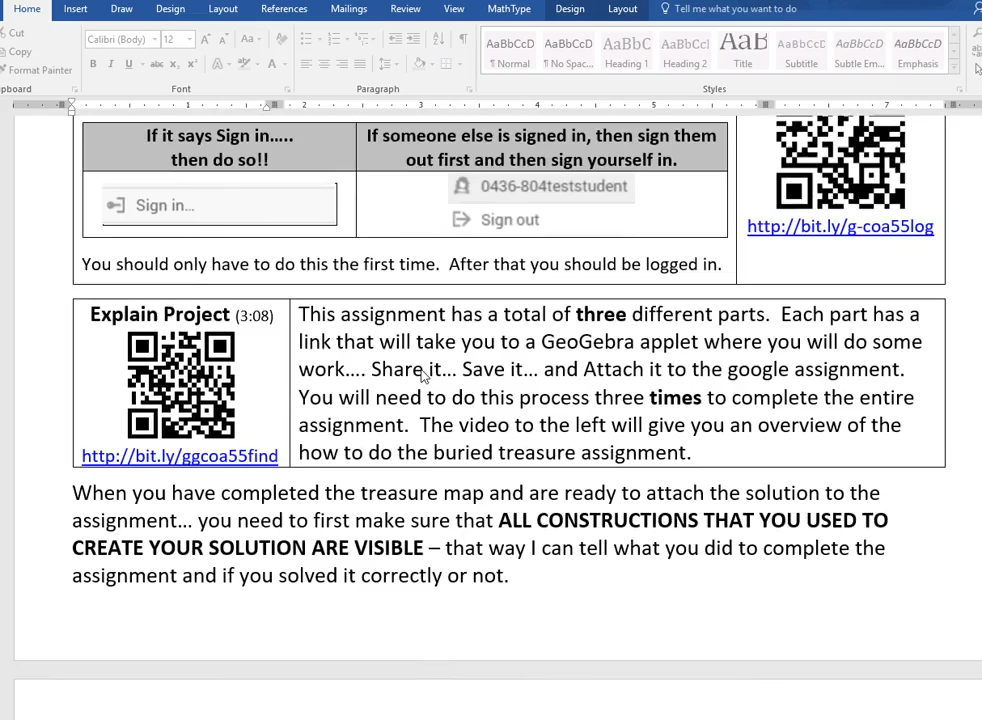 Home Insert Draw Design Layout References Mailings Review View MathType Design Layout Tell me what you want to do
Cut
Copy
Format Painter
Calibri (Body) 12
AaBbCcD AaBbCcD AaBbC AaBbCcI AaB AaBbCcD AaBbCcD AaBbCcD
¶ Normal ¶ No Spac... Heading 1 Heading 2 Title Subtitle Subtle Em... Emphasis
pboard Font Paragraph Styles
1 2 3 4 5 7
If it says Sign in.....
then do so!!
If someone else is signed in, then sign them
out first and then sign yourself in.
Sign in...
0436-804teststudent
Sign out
http://bit.ly/g-coa55log
You should only have to do this the first time. After that you should be logged in.
Explain Project (3:08)
http://bit.ly/ggcoa55find
This assignment has a total of three different parts. Each part has a
link that will take you to a GeoGebra applet where you will do some
work.... Share it... Save it... and Attach it to the google assignment.
You will need to do this process three times to complete the entire
assignment. The video to the left will give you an overview of the
how to do the buried treasure assignment.
When you have completed the treasure map and are ready to attach the solution to the
assignment... you need to first make sure that ALL CONSTRUCTIONS THAT YOU USED TO
CREATE YOUR SOLUTION ARE VISIBLE – that way I can tell what you did to complete the
assignment and if you solved it correctly or not.